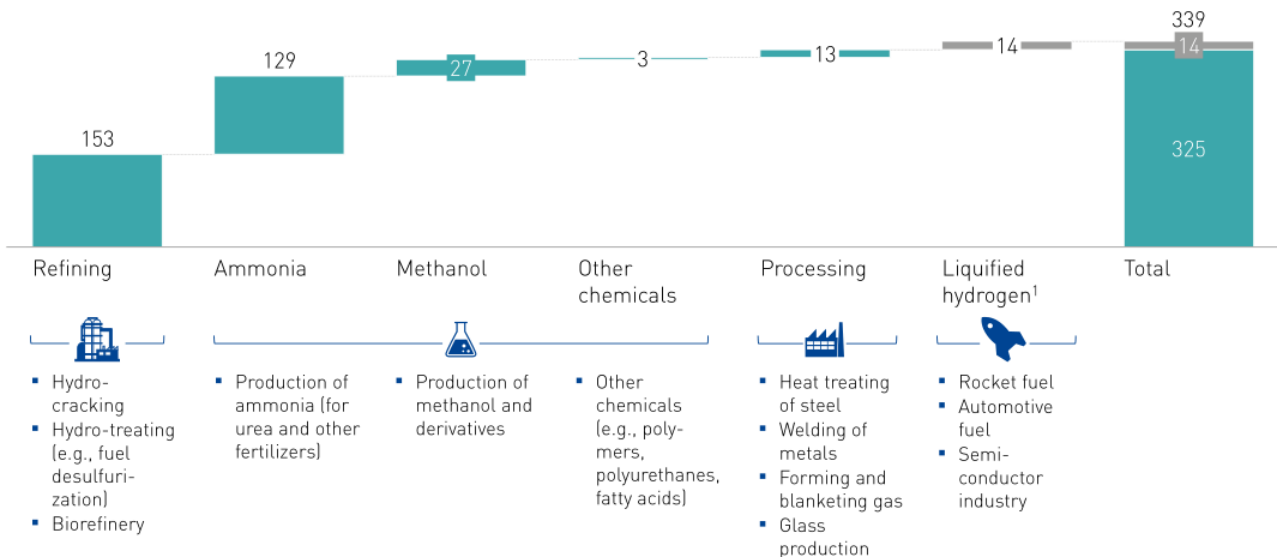 339
14
129
27
3
13
14
153
325
Refining
Ammonia
Methanol
Other
chemicals
Processing
Liquified
hydrogen¹
Total
▪ Hydro-
cracking
▪ Hydro-treating
(e.g., fuel
desulfuri-
zation)
▪ Biorefinery
▪ Production of
ammonia (for
urea and other
fertilizers)
▪ Production of
methanol and
derivatives
▪ Other
chemicals
(e.g., poly-
mers,
polyurethanes,
fatty acids)
▪ Heat treating
of steel
▪ Welding of
metals
▪ Forming and
blanketing gas
▪ Glass
production
▪ Rocket fuel
▪ Automotive
fuel
▪ Semi-
conductor
industry